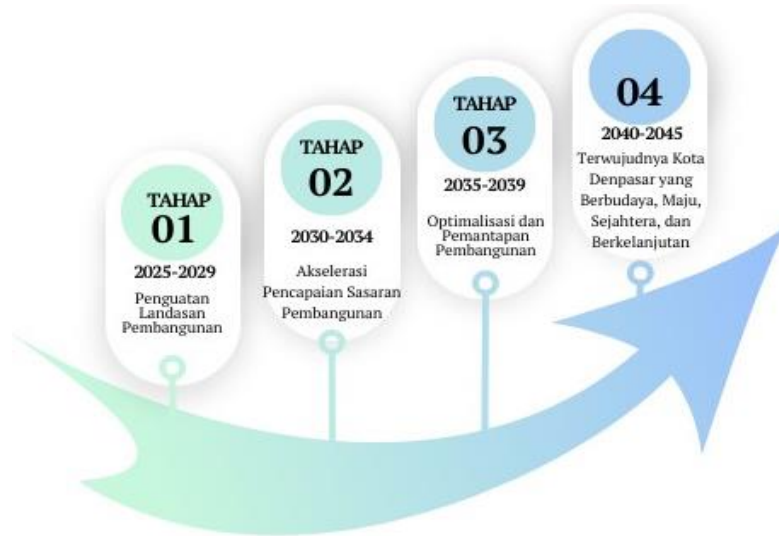 TAHAP
01
2025-2029
Penguatan
Landasan
Pembangunan
TAHAP
02
2030-2034
Akselerasi
Pencapaian Sasaran
Pembangunan
TAHAP
03
2035-2039
Optimalisasi dan
Pemantapan
Pembangunan
04
2040-2045
Terwujudnya Kota
Denpasar yang
Berbudaya, Maju,
Sejahtera, dan
Berkelanjutan